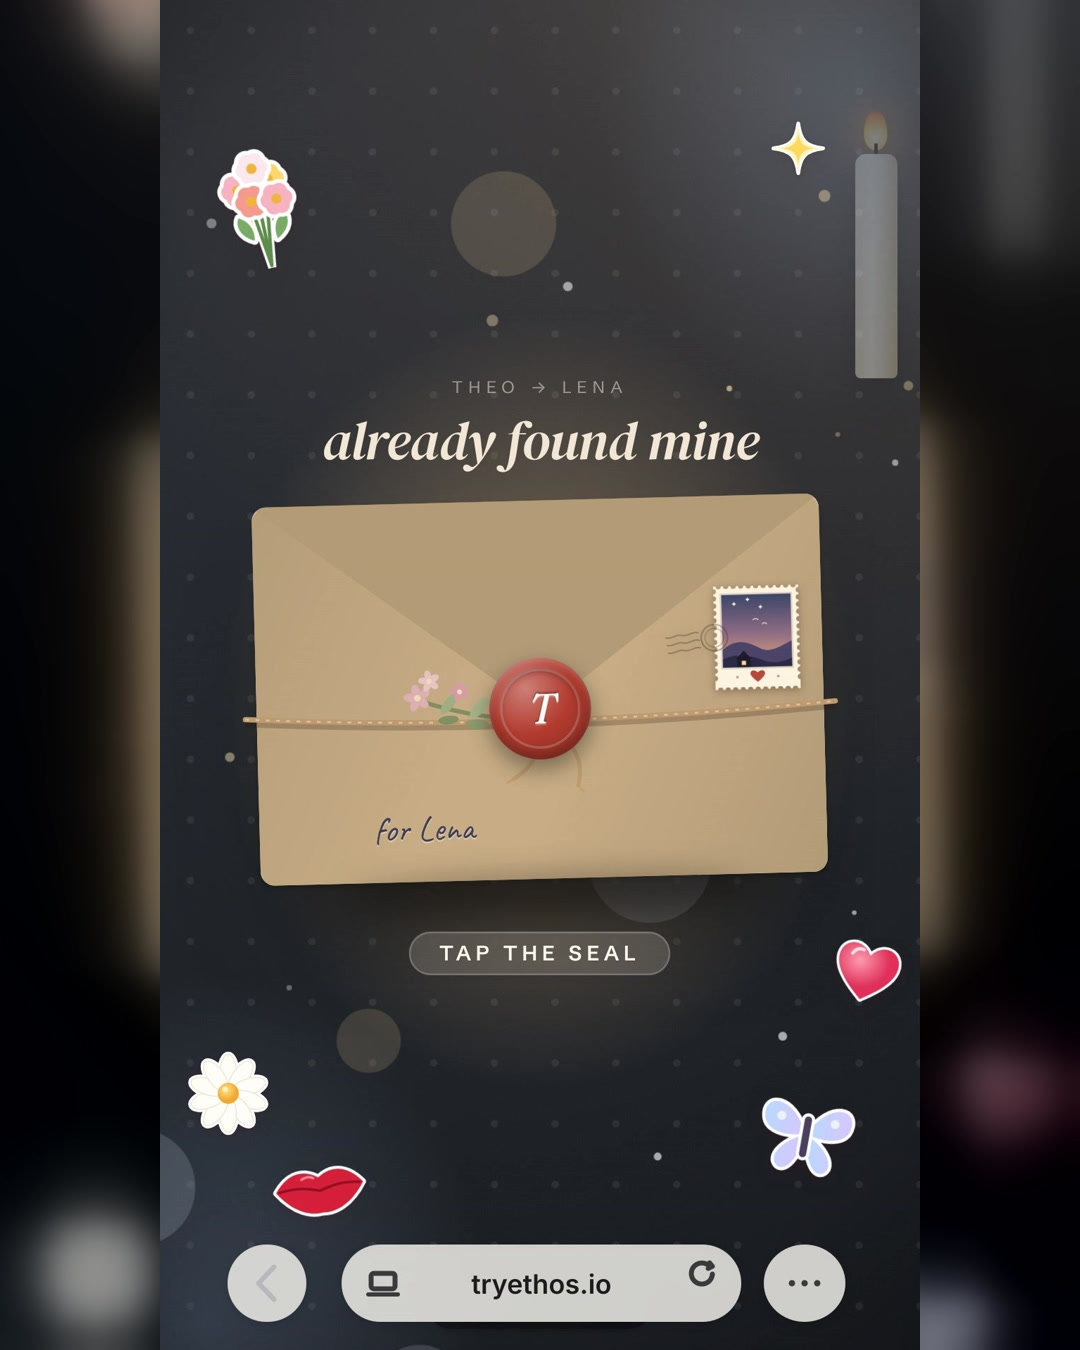 THEO → LENA
already found mine
T
for Lena
TAP THE SEAL
tryethos.io